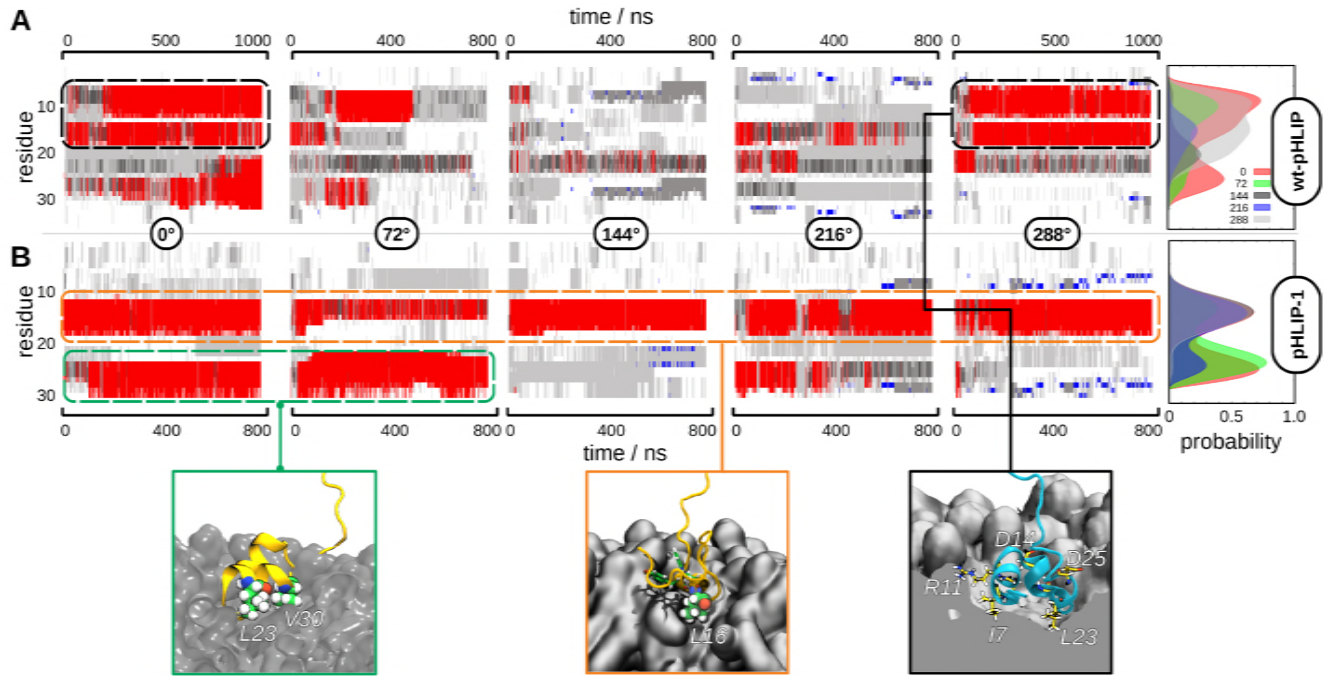 A
time / ns
0 500 1000 0 400 800 0 400 800 0 400 800 0 500 1000
residue
10
20
30
wt-pHLIP
0
72
144
216
288
0° 72° 144° 216° 288°
B
residue
10
20
30
pHLIP-1
0 400 800 0 400 800 0 400 800 0 400 800 0 400 800
0 0.5 1.0
time / ns
probability
L23 V30
L16
D14
D25
R11
I7
L23